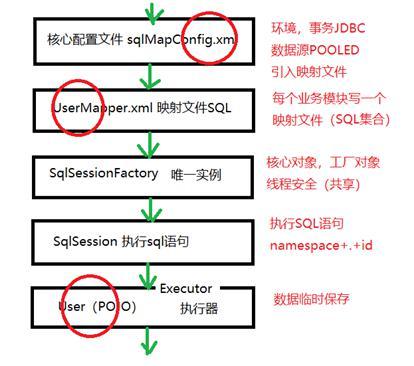 核心配置文件 sqlMapConfig.xm
环境，事务JDBC
数据源POOLED
引入映射文件
UserMapper.xml 映射文件SQL
每个业务模块写一个
映射文件（SQL集合）
SqlSessionFactory 唯一实例
核心对象，工厂对象
线程安全（共享）
SqlSession 执行sql语句
执行SQL语句
namespace+.+id
Executor
User（POJO） 执行器
数据临时保存